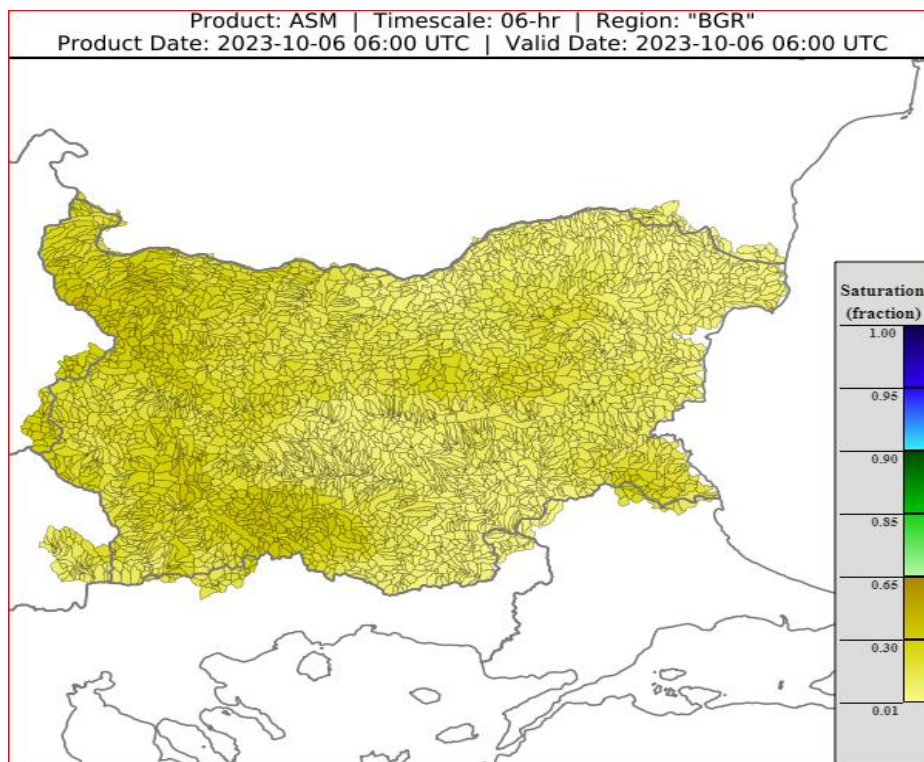 Product: ASM | Timescale: 06-hr | Region: "BGR"
Product Date: 2023-10-06 06:00 UTC | Valid Date: 2023-10-06 06:00 UTC
Saturation
(fraction)
1.00
0.95
0.90
0.85
0.65
0.30
0.01